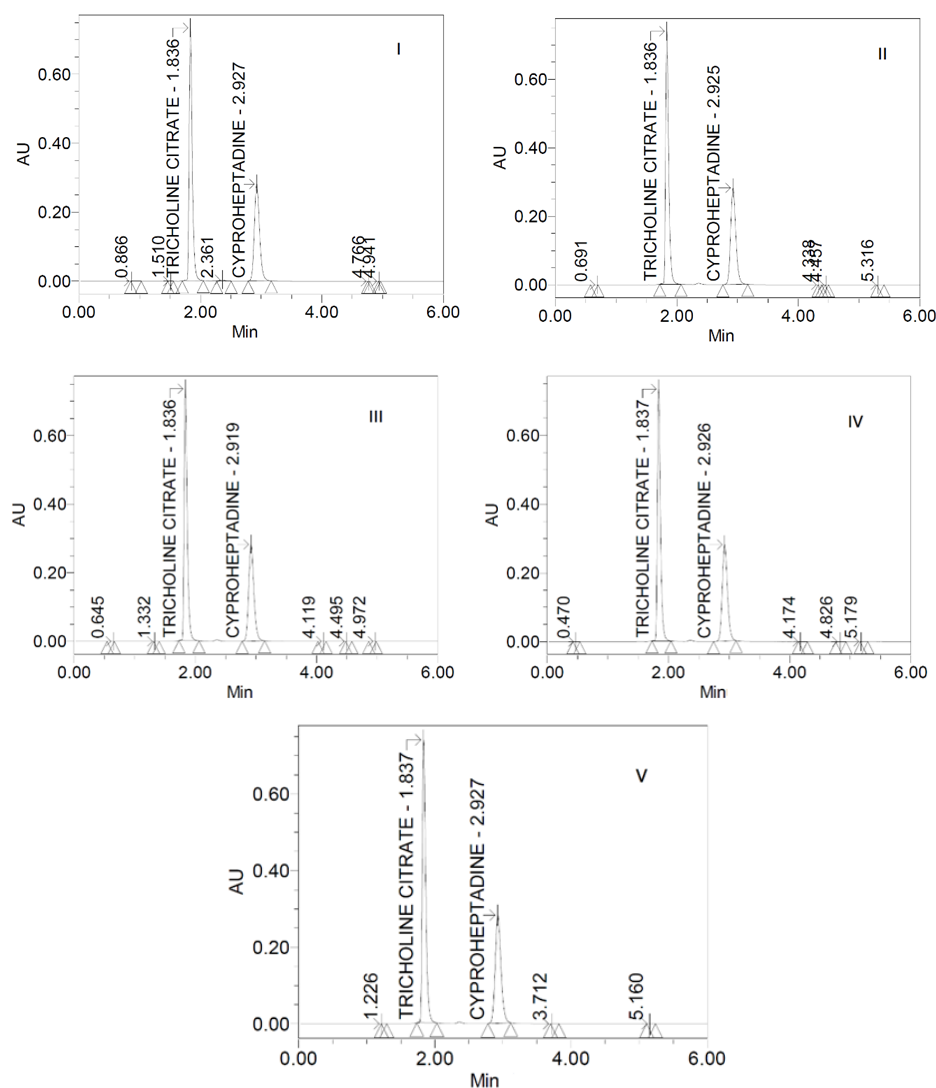 I
AU
0.60
0.40
0.20
0.00
0.866
1.510
TRICHOLINE CITRATE - 1.836
2.361
CYPROHEPTADINE - 2.927
4.766
4.941
0.00
2.00
4.00
6.00
Min
II
AU
0.60
0.40
0.20
0.00
0.691
TRICHOLINE CITRATE - 1.836
CYPROHEPTADINE - 2.925
4.457
5.316
0.00
2.00
4.00
6.00
Min
III
AU
0.60
0.40
0.20
0.00
0.645
1.332
TRICHOLINE CITRATE - 1.836
CYPROHEPTADINE - 2.919
4.119
4.495
4.972
0.00
2.00
4.00
6.00
Min
IV
AU
0.60
0.40
0.20
0.00
0.470
TRICHOLINE CITRATE - 1.837
CYPROHEPTADINE - 2.926
4.174
4.826
5.179
0.00
2.00
4.00
6.00
Min
V
AU
0.60
0.40
0.20
0.00
1.226
TRICHOLINE CITRATE - 1.837
CYPROHEPTADINE - 2.927
3.712
5.160
0.00
2.00
4.00
6.00
Min